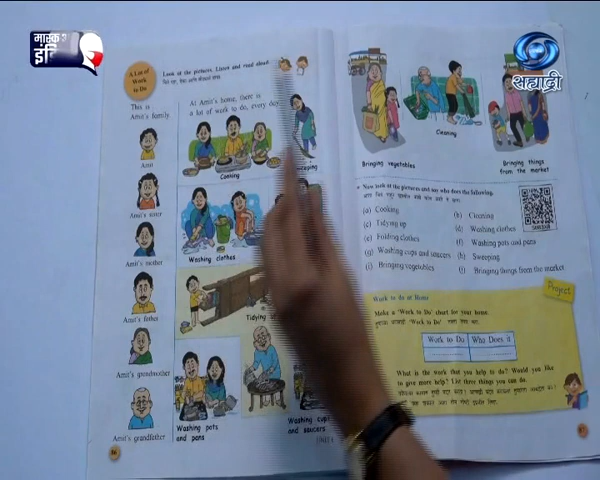 मास्क
इंडि
सह्याद्री
A Lot of
Work
to Do
Look at the pictures. Listen and read aloud.
This is
Amit's family.
Amit
Amit's sister
Amit's mother
Amit's father
Amit's grandmother
Amit's grandfather
86
At Amit's house, there is
a lot of work to do, every day.
Cooking
Washing clothes
Tidying
Washing pots
and pans
Washing cups
and saucers
Bringing vegetables
Cleaning
Bringing things
from the market
Now look at the pictures and say who does the following.
(a) Cooking
(b) Cleaning
(c) Tidying up
(d) Washing clothes
(e) Folding clothes
(f) Washing pots and pans
(g) Washing cups and saucers
(h) Sweeping
(i) Bringing vegetables
(j) Bringing things from the market
Project
Work to do at Home
Make a 'Work to Do' chart for your home.
'Work to Do'
Work to Do
Who Does it
What is the work that you help to do? Would you like
to give more help? List three things you can do.